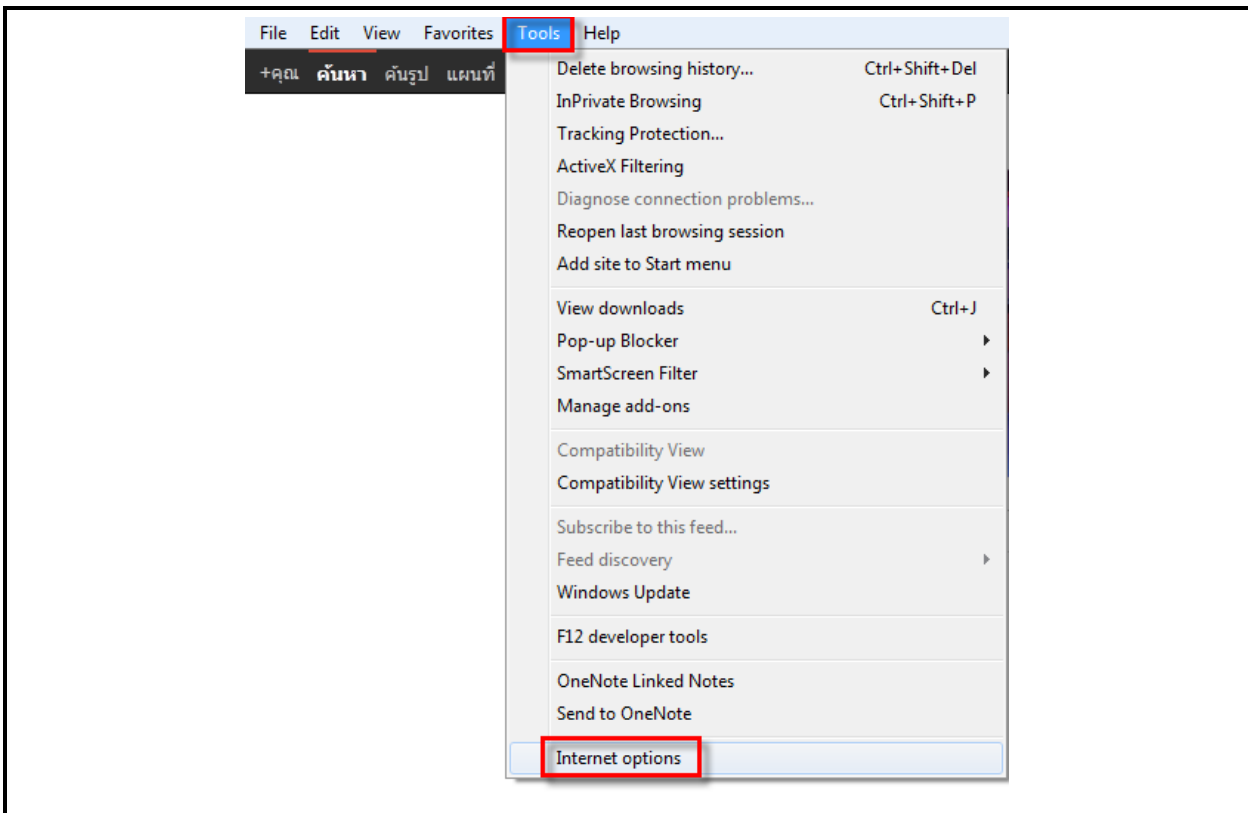 File Edit View Favorites Tools Help
+คุณ ค้นหา ค้นรูป แผนที่
Delete browsing history... Ctrl+Shift+Del
InPrivate Browsing Ctrl+Shift+P
Tracking Protection...
ActiveX Filtering
Diagnose connection problems...
Reopen last browsing session
Add site to Start menu
View downloads Ctrl+J
Pop-up Blocker
SmartScreen Filter
Manage add-ons
Compatibility View
Compatibility View settings
Subscribe to this feed...
Feed discovery
Windows Update
F12 developer tools
OneNote Linked Notes
Send to OneNote
Internet options